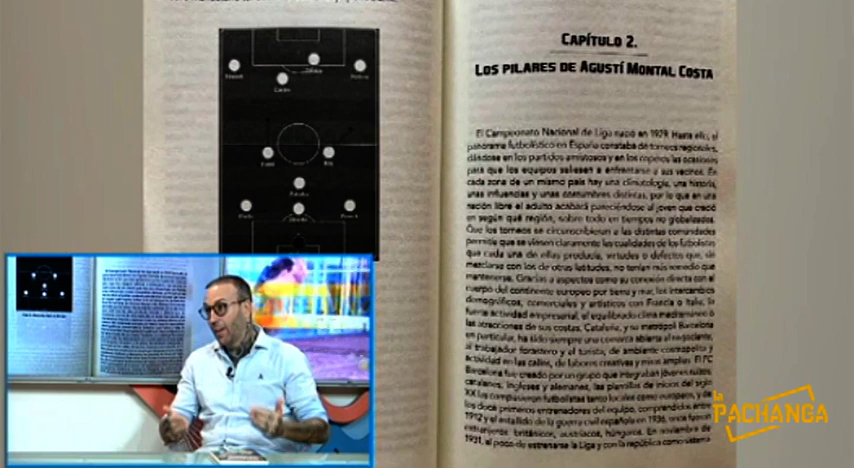 CAPÍTULO 2.
LOS PILARES DE AGUSTÍ MONTAL COSTA
El Campeonato Nacional de Liga nació en 1929. Hasta ello, el
panorama futbolístico en España constaba de torneos regionales,
dándose en los partidos amistosos y en los coperos las ocasiones
para que los equipos saliesen a enfrentarse a sus vecinos. En
cada zona de un mismo país hay una climatología, una historia,
unas influencias y unas costumbres distintas, por lo que en una
nación libre el adulto acabará pareciéndose al joven que creció
en según qué región, sobre todo en tiempos no globalizados.
Que los torneos se circunscribieran a las distintas comunidades
permitía que se viesen claramente las cualidades de los futbolistas
que cada una de ellas producía, virtudes o defectos que, sin
mezclarse con los de otras latitudes, no tenían más remedio que
mantenerse. Gracias a aspectos como su conexión directa con el
cuerpo del continente europeo por tierra y mar, los intercambios
demográficos, comerciales y artísticos con Francia o Italia, la
fuerte actividad empresarial, el equilibrado clima mediterráneo o
las atracciones de sus costas, Cataluña, y su metrópoli Barcelona
en particular, ha sido siempre una comarca abierta al negociante,
al trabajador forastero y al turista, de ambiente cosmopolita y
actividad en las calles, de labores creativas y miras amplias. El FC
Barcelona fue creado por un grupo que integraban jóvenes suizos,
catalanes, ingleses y alemanes, las plantillas de inicios del siglo
XX las compusieron futbolistas tanto locales como europeos, y de
los doce primeros entrenadores del equipo, comprendidos entre
1912 y el estallido de la guerra civil española en 1936, once fueron
extranjeros: británicos, austriacos, húngaros. En noviembre de
1931, al poco de estrenarse la Liga y con la república como sistema
la
PACHANGA